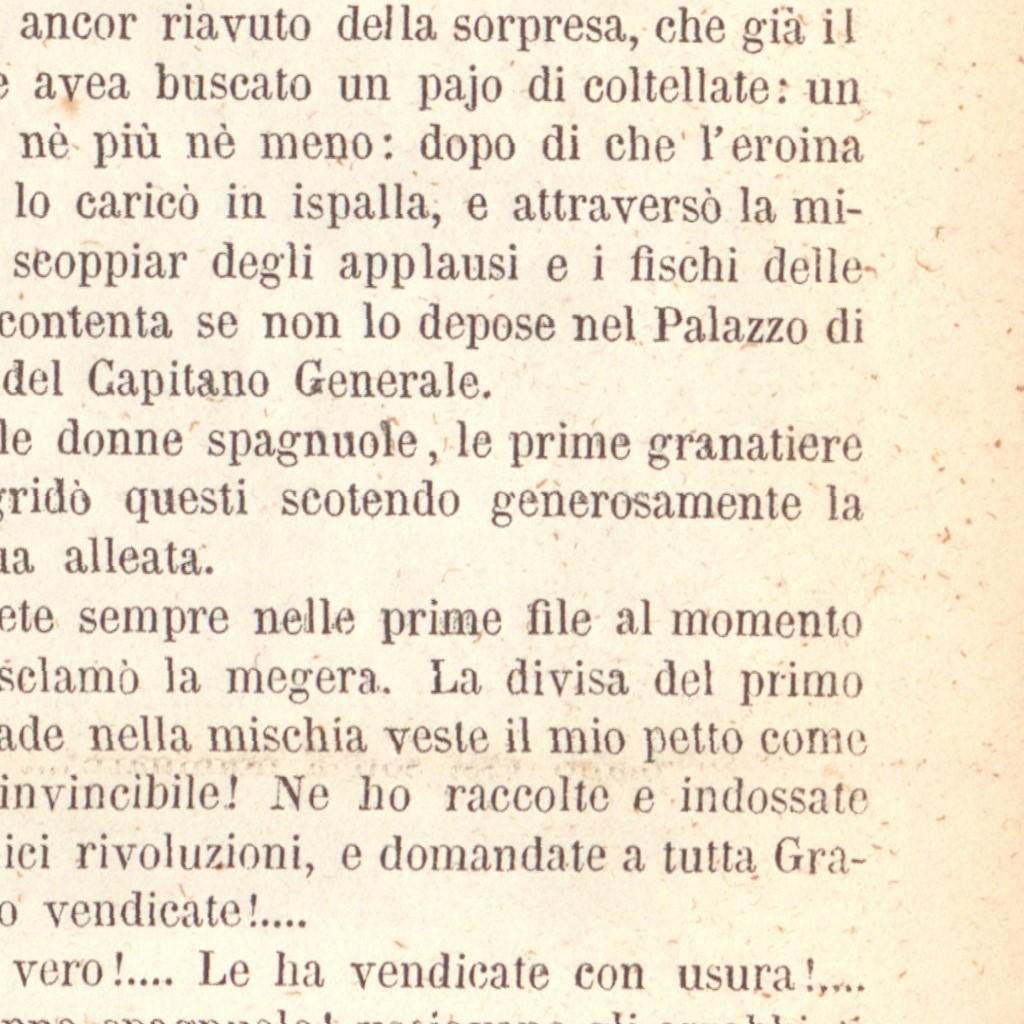 ancor riavuto della sorpresa, che già il
avea buscato un pajo di coltellate: un
nè più nè meno: dopo di che l'eroina
lo caricò in ispalla, e attraversò la mi-
scoppiar degli applausi e i fischi delle
contenta se non lo depose nel Palazzo di
del Capitano Generale.
le donne spagnuole, le prime granatiere
gridò questi scotendo generosamente la
ua alleata.
ete sempre nelle prime file al momento
sclamò la megera. La divisa del primo
ade nella mischia veste il mio petto come
invincibile! Ne ho raccolte e indossate
ici rivoluzioni, e domandate a tutta Gra-
o vendicate!....
vero!.... Le ha vendicate con usura!....